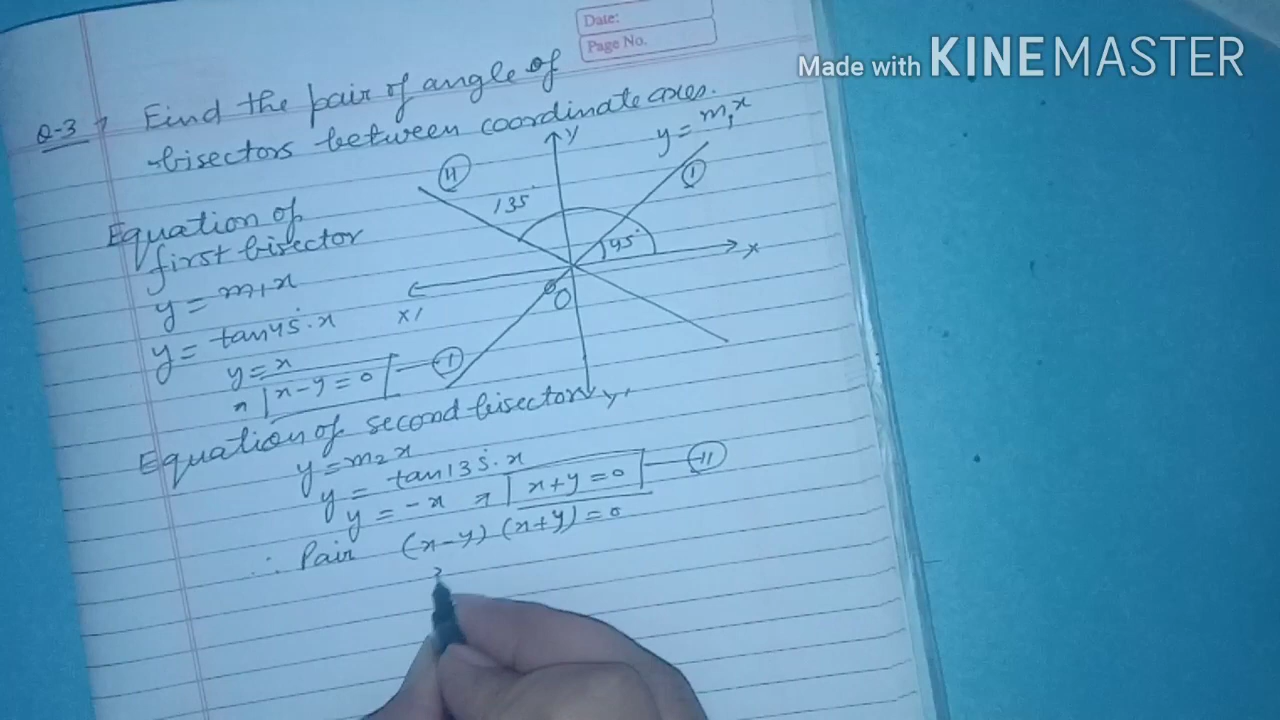 Date:
Page No.
Made with KINEMASTER
Q-3 Find the pair of angle of
bisectors between coordinate axes.
y = m1x
Y
II
I
135°
45°
X
X'
O
Y'
Equation of
first bisector
y = m1x
y = tan45°.x
y = x
x-y = 0 I
Equation of second bisector
y = m2x
y = tan135°.x
y = -x ⇒ x+y = 0 II
∴ Pair (x-y) (x+y) = 0